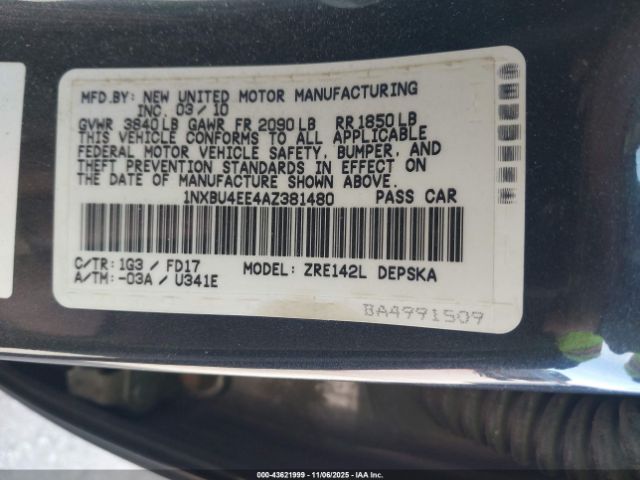 MFD.BY: NEW UNITED MOTOR MANUFACTURING
INC. 03/10
GVWR 3840LB GAWR FR 2090LB RR1850LB
THIS VEHICLE CONFORMS TO ALL APPLICABLE
FEDERAL MOTOR VEHICLE SAFETY, BUMPER, AND
THEFT PREVENTION STANDARDS IN EFFECT ON
THE DATE OF MANUFACTURE SHOWN ABOVE.
1NXBU4EE4AZ381480 PASS CAR
C/TR: 1G3 / FD17 MODEL: ZRE142L DEPSKA
A/TM: -03A / U341E
BA4991509
000-43621999 11/06/2025 IAA Inc.